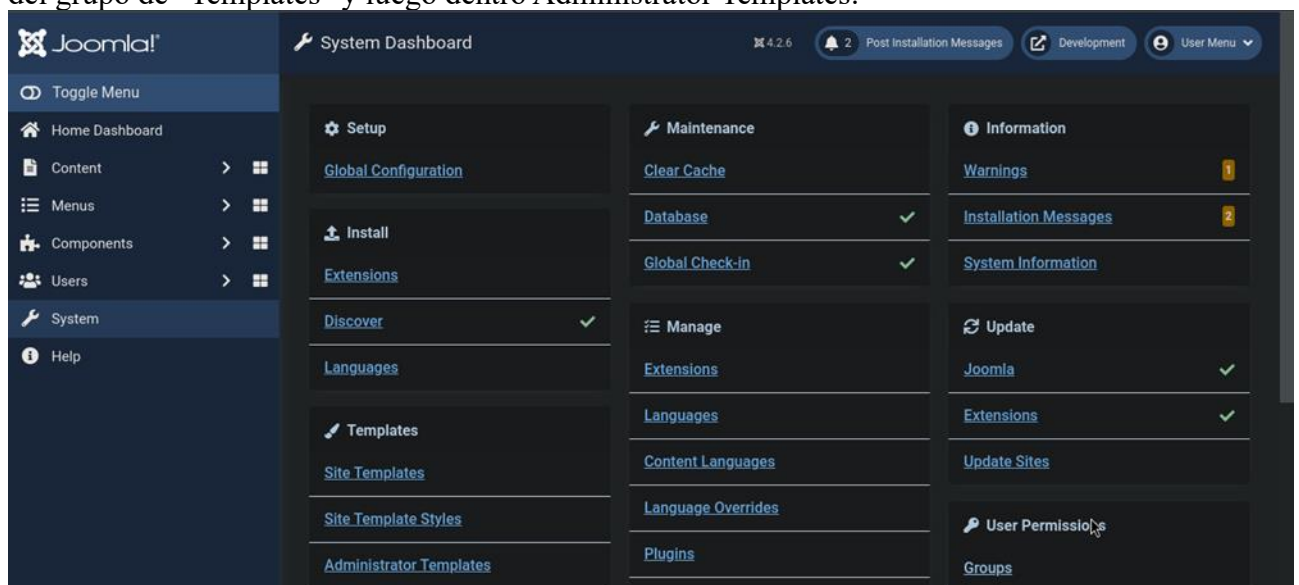 del grupo de "Templates" y luego dentro Administrator Templates:
Joomla!
System Dashboard
4.2.6
2 Post Installation Messages
Development
User Menu
Toggle Menu
Home Dashboard
Content
Menus
Components
Users
System
Help
Setup
Global Configuration
Install
Extensions
Discover
Languages
Templates
Site Templates
Site Template Styles
Administrator Templates
Maintenance
Clear Cache
Database
Global Check-in
Manage
Extensions
Languages
Content Languages
Language Overrides
Plugins
Information
Warnings 1
Installation Messages 2
System Information
Update
Joomla
Extensions
Update Sites
User Permissions
Groups